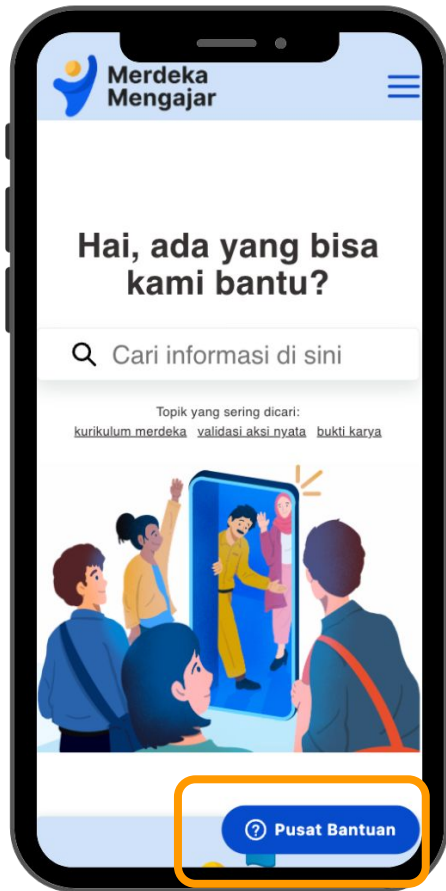 Merdeka
Mengajar
Hai, ada yang bisa
kami bantu?
Cari informasi di sini
Topik yang sering dicari:
kurikulum merdeka validasi aksi nyata bukti karya
Pusat Bantuan